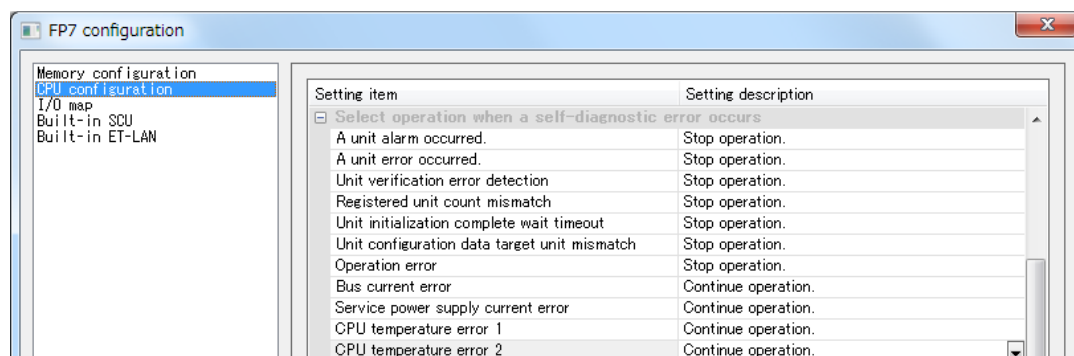 FP7 configuration
Memory configuration
CPU configuration
I/O map
Built-in SCU
Built-in ET-LAN
Setting item Setting description
Select operation when a self-diagnostic error occurs
A unit alarm occurred. Stop operation.
A unit error occurred. Stop operation.
Unit verification error detection Stop operation.
Registered unit count mismatch Stop operation.
Unit initialization complete wait timeout Stop operation.
Unit configuration data target unit mismatch Stop operation.
Operation error Stop operation.
Bus current error Continue operation.
Service power supply current error Continue operation.
CPU temperature error 1 Continue operation.
CPU temperature error 2 Continue operation.